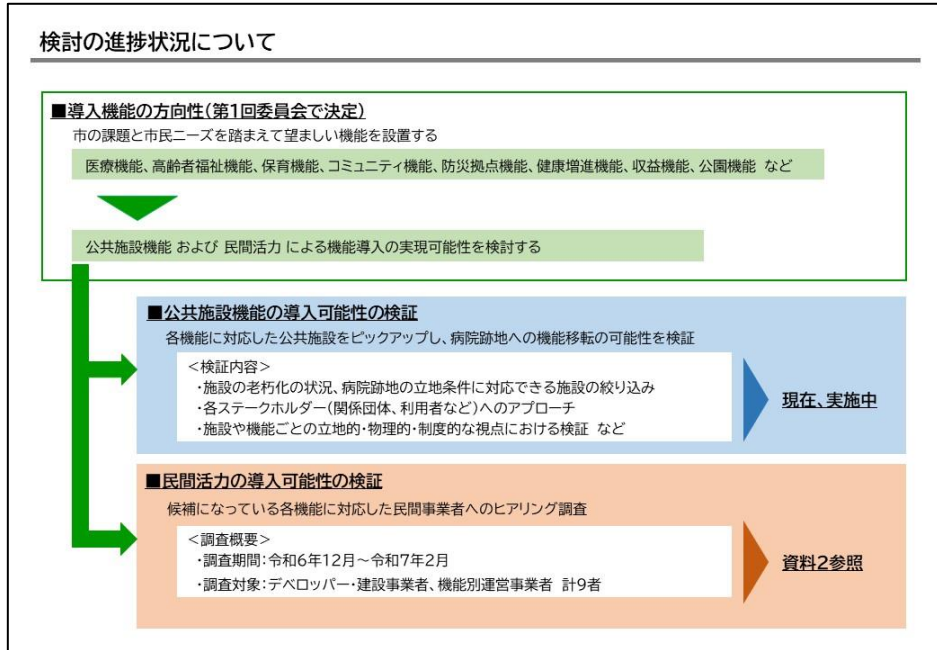 検討の進捗状況について
■導入機能の方向性(第1回委員会で決定)
市の課題と市民ニーズを踏まえて望ましい機能を設置する
医療機能、高齢者福祉機能、保育機能、コミュニティ機能、防災拠点機能、健康増進機能、収益機能、公園機能 など
公共施設機能 および 民間活力 による機能導入の実現可能性を検討する
■公共施設機能の導入可能性の検証
各機能に対応した公共施設をピックアップし、病院跡地への機能移転の可能性を検証
<検証内容>
・施設の老朽化の状況、病院跡地の立地条件に対応できる施設の絞り込み
・各ステークホルダー(関係団体、利用者など)へのアプローチ
・施設や機能ごとの立地的・物理的・制度的な視点における検証 など
現在、実施中
■民間活力の導入可能性の検証
候補になっている各機能に対応した民間事業者へのヒアリング調査
<調査概要>
・調査期間:令和6年12月~令和7年2月
・調査対象:デベロッパー・建設事業者、機能別運営事業者 計9者
資料2参照